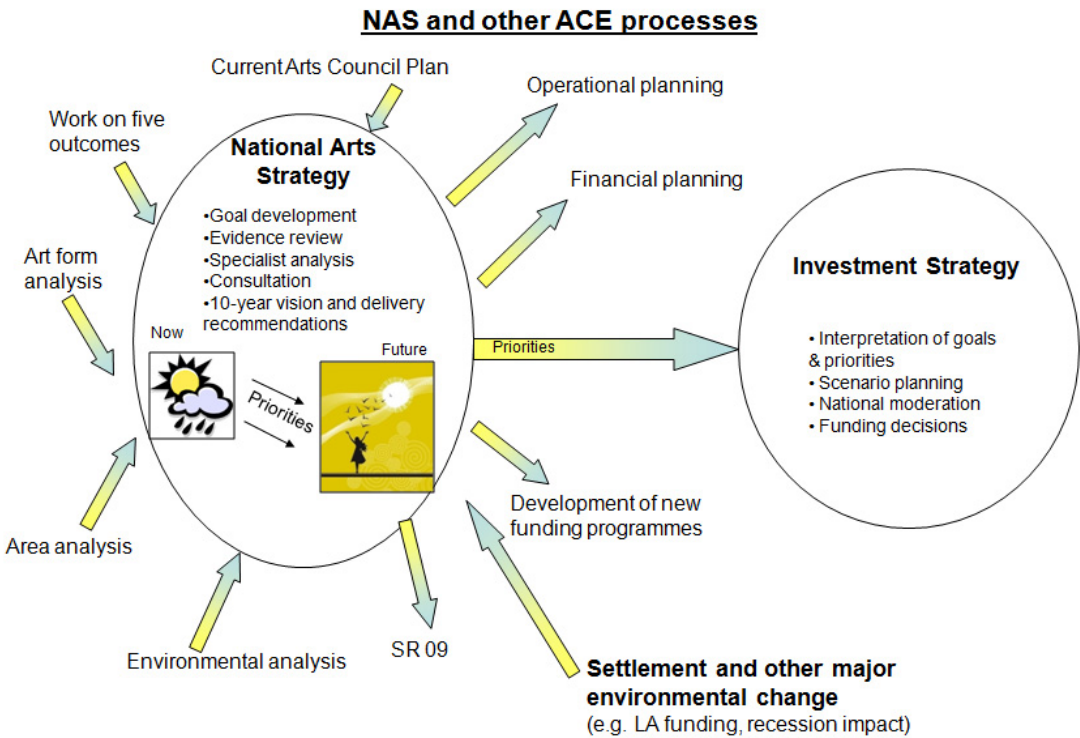 NAS and other ACE processes
Current Arts Council Plan
Work on five
outcomes
Art form
analysis
Area analysis
Environmental analysis
National Arts
Strategy
•Goal development
•Evidence review
•Specialist analysis
•Consultation
•10-year vision and delivery
recommendations
Now
Priorities
Future
Operational planning
Financial planning
Priorities
Development of new
funding programmes
SR 09
Settlement and other major
environmental change
(e.g. LA funding, recession impact)
Investment Strategy
• Interpretation of goals
& priorities
• Scenario planning
• National moderation
• Funding decisions